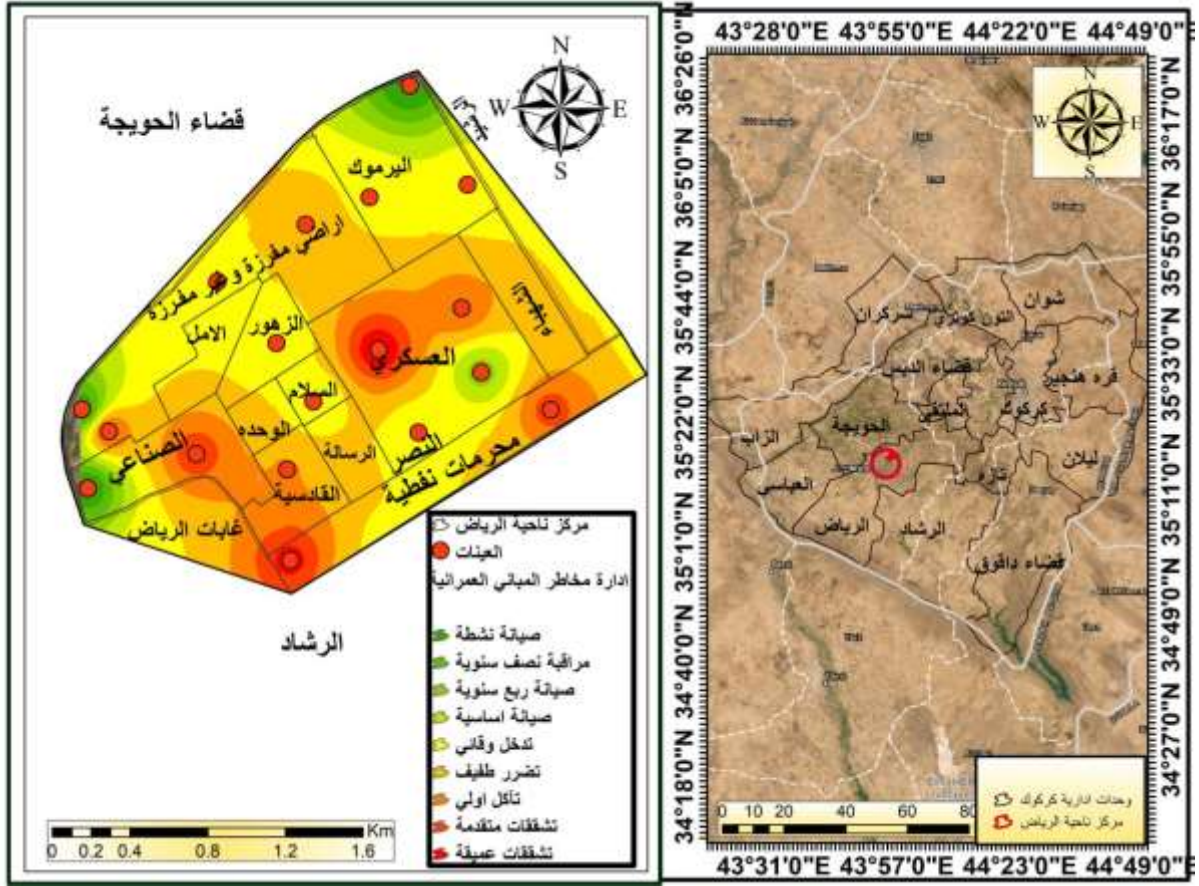 N
W
E
S
قضاء الحويجة
اليرموك
اراضي مفرزة وغير مفرزة
الشهداء
الامل
الزهور
العسكري
السلام
الوحده
الصناعي
النصر
الرسالة
محرمات نفطية
القادسية
غابات الرياض
الرشاد
مركز ناحية الرياض
العينات
ادارة مخاطر المباني العمرانية
صيانة نشطة
مراقبة نصف سنوية
صيانة ربع سنوية
صيانة اساسية
تدخل وقائي
تضرر طفيف
تآكل اولي
تشققات متقدمة
تشققات عميقة
Km
0 0.2 0.4 0.8 1.2 1.6
43°28'0"E 43°55'0"E 44°22'0"E 44°49'0"E
N
W
E
S
36°26'0"N
36°5'0"N
35°44'0"N
35°22'0"N
35°1'0"N
34°40'0"N
34°18'0"N
36°17'0"N
35°55'0"N
35°33'0"N
35°11'0"N
34°49'0"N
34°27'0"N
شوان
التون كوبري
سركران
قضاء الدبس
قره هنجير
الملتقى
كركوك
الحويجة
الزاب
ليلان
تازه
العباسي
الرياض
الرشاد
قضاء داقوق
وحدات ادارية كركوك
مركز ناحية الرياض
0 10 20 40 60 80
43°31'0"E 43°57'0"E 44°23'0"E 44°49'0"E